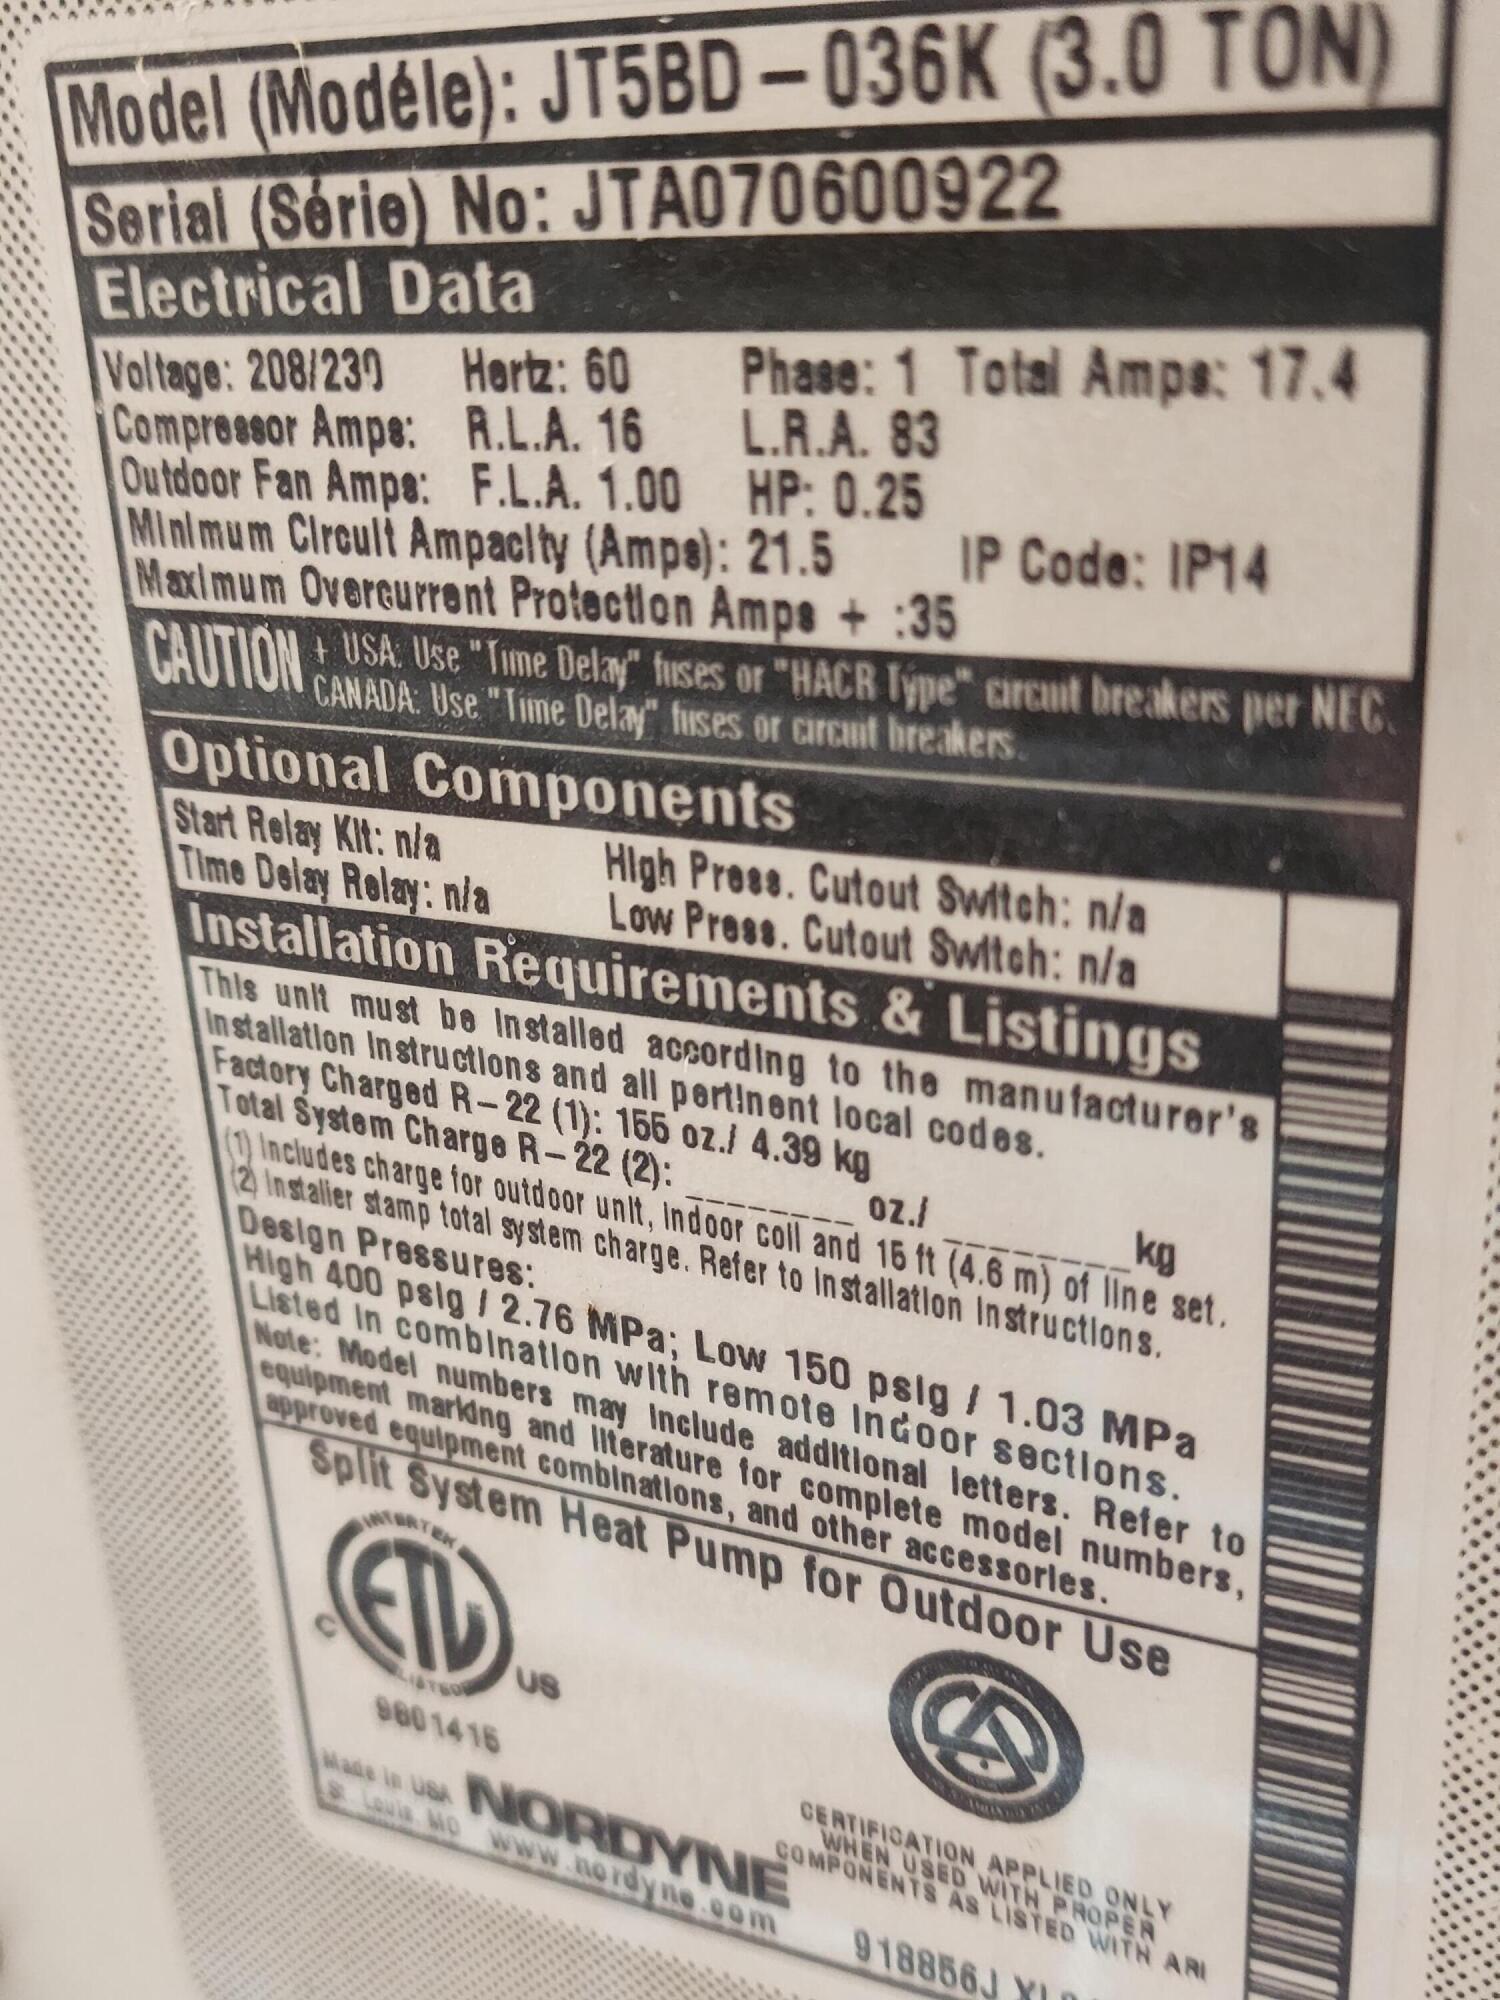 Model (Modéle): JT5BD-036K (3.0 TON)
Serial (Série) No: JTA070600922
Electrical Data
Voltage: 208/230 Hertz: 60 Phase: 1 Total Amps: 17.4
Compressor Amps: R.L.A. 16 L.R.A. 83
Outdoor Fan Amps: F.L.A. 1.00 HP: 0.25
Minimum Circuit Ampacity (Amps): 21.5 IP Code: IP14
Maximum Overcurrent Protection Amps + :35
CAUTION + USA: Use "Time Delay" fuses or "HACR Type" circuit breakers per NEC.
CANADA: Use "Time Delay" fuses or circuit breakers.
Optional Components
Start Relay Kit: n/a High Press. Cutout Switch: n/a
Time Delay Relay: n/a Low Press. Cutout Switch: n/a
Installation Requirements & Listings
This unit must be installed according to the manufacturer's
installation instructions and all pertinent local codes.
Factory Charged R-22 (1): 155 oz./ 4.39 kg
Total System Charge R-22 (2): ________ oz./ ________ kg
(1) Includes charge for outdoor unit, indoor coil and 15 ft (4.6 m) of line set.
(2) Installer stamp total system charge. Refer to Installation Instructions.
Design Pressures:
High 400 psig / 2.76 MPa; Low 150 psig / 1.03 MPa
Listed in combination with remote indoor sections.
Note: Model numbers may include additional letters. Refer to
equipment marking and literature for complete model numbers,
approved equipment combinations, and other accessories.
Split System Heat Pump for Outdoor Use
INTERTEK
ETL
LISTED
C US
9601415
Made in USA
St. Louis, MO
NORDYNE
www.nordyne.com
CERTIFICATION APPLIED ONLY
WHEN USED WITH PROPER
COMPONENTS AS LISTED WITH ARI
918856J